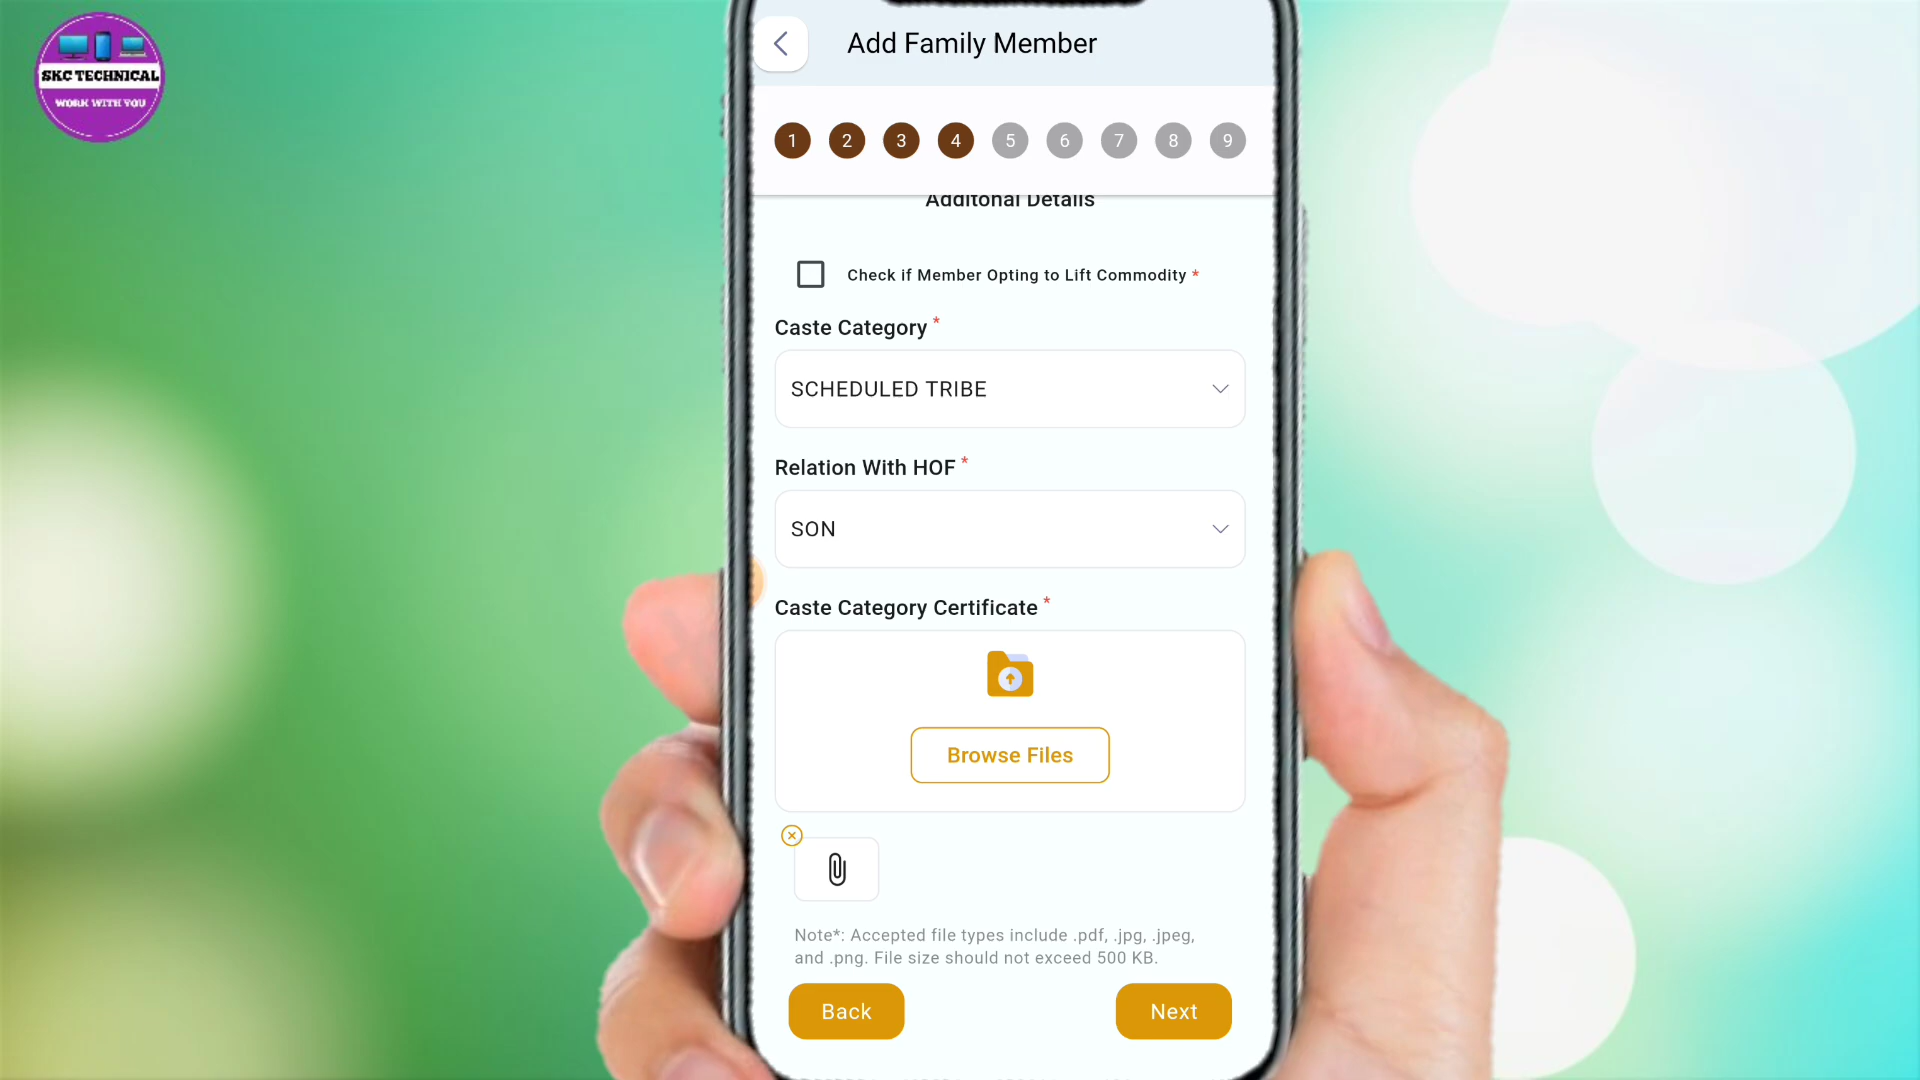 SKC TECHNICAL
WORK WITH YOU
Add Family Member
1 2 3 4 5 6 7 8 9
Additonal Details
Check if Member Opting to Lift Commodity *
Caste Category *
SCHEDULED TRIBE
Relation With HOF *
SON
Caste Category Certificate *
Browse Files
Note*: Accepted file types include .pdf, .jpg, .jpeg,
and .png. File size should not exceed 500 KB.
Back
Next